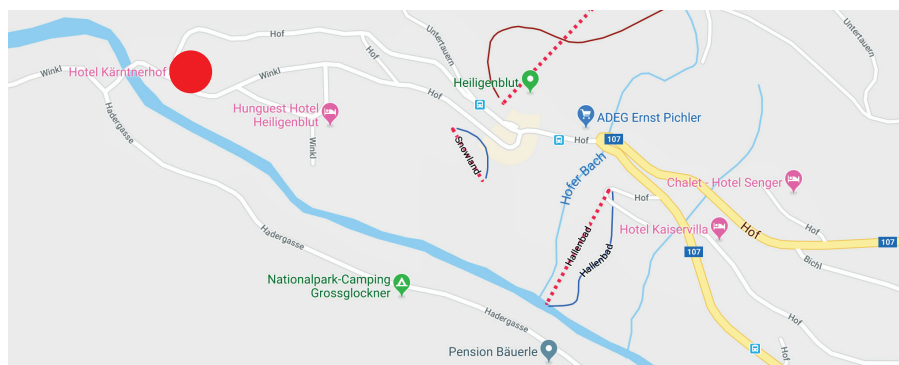 Hof
Untertauern
Untertauern
Winkl
Hotel Kärntnerhof
Winkl
Hof
Heiligenblut
Hof
Hunguest Hotel
Heiligenblut
ADEG Ernst Pichler
Hadergasse
Winkl
Snowland
Hof
107
Hofer Bach
Chalet - Hotel Senger
Hof
Hotel Kaiservilla
Hof
Hof
107
Hadergasse
Halienbad
Halienbad
107
Bichl
Nationalpark-Camping
Grossglockner
Hadergasse
Hof
Pension Bäuerle
Hof